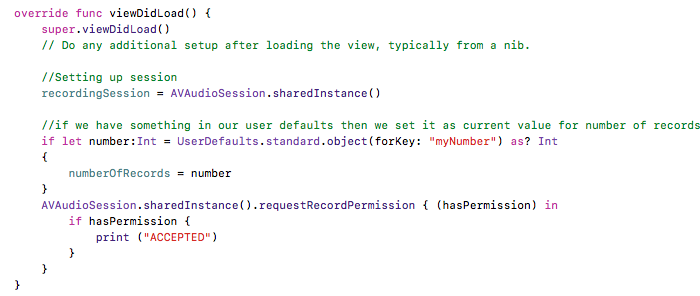 override func viewDidLoad() {
super.viewDidLoad()
// Do any additional setup after loading the view, typically from a nib.
//Setting up session
recordingSession = AVAudioSession.sharedInstance()
//if we have something in our user defaults then we set it as current value for number of records
if let number:Int = UserDefaults.standard.object(forKey: "myNumber") as? Int
{
numberOfRecords = number
}
AVAudioSession.sharedInstance().requestRecordPermission { (hasPermission) in
if hasPermission {
print ("ACCEPTED")
}
}
}